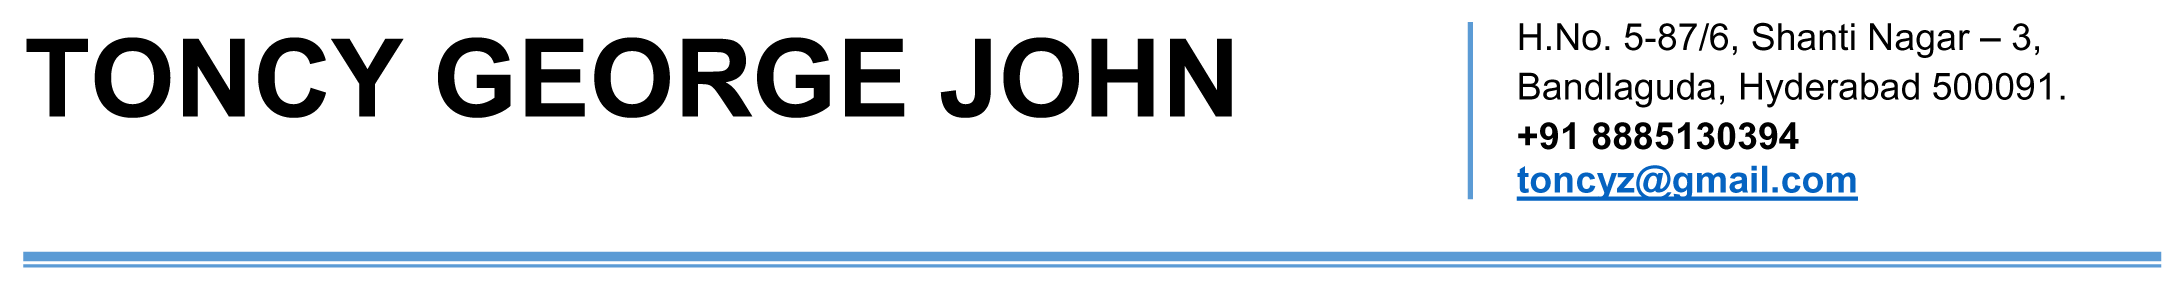 TONCY GEORGE JOHN
H.No. 5-87/6, Shanti Nagar – 3,
Bandlaguda, Hyderabad 500091.
+91 8885130394
toncyz@gmail.com